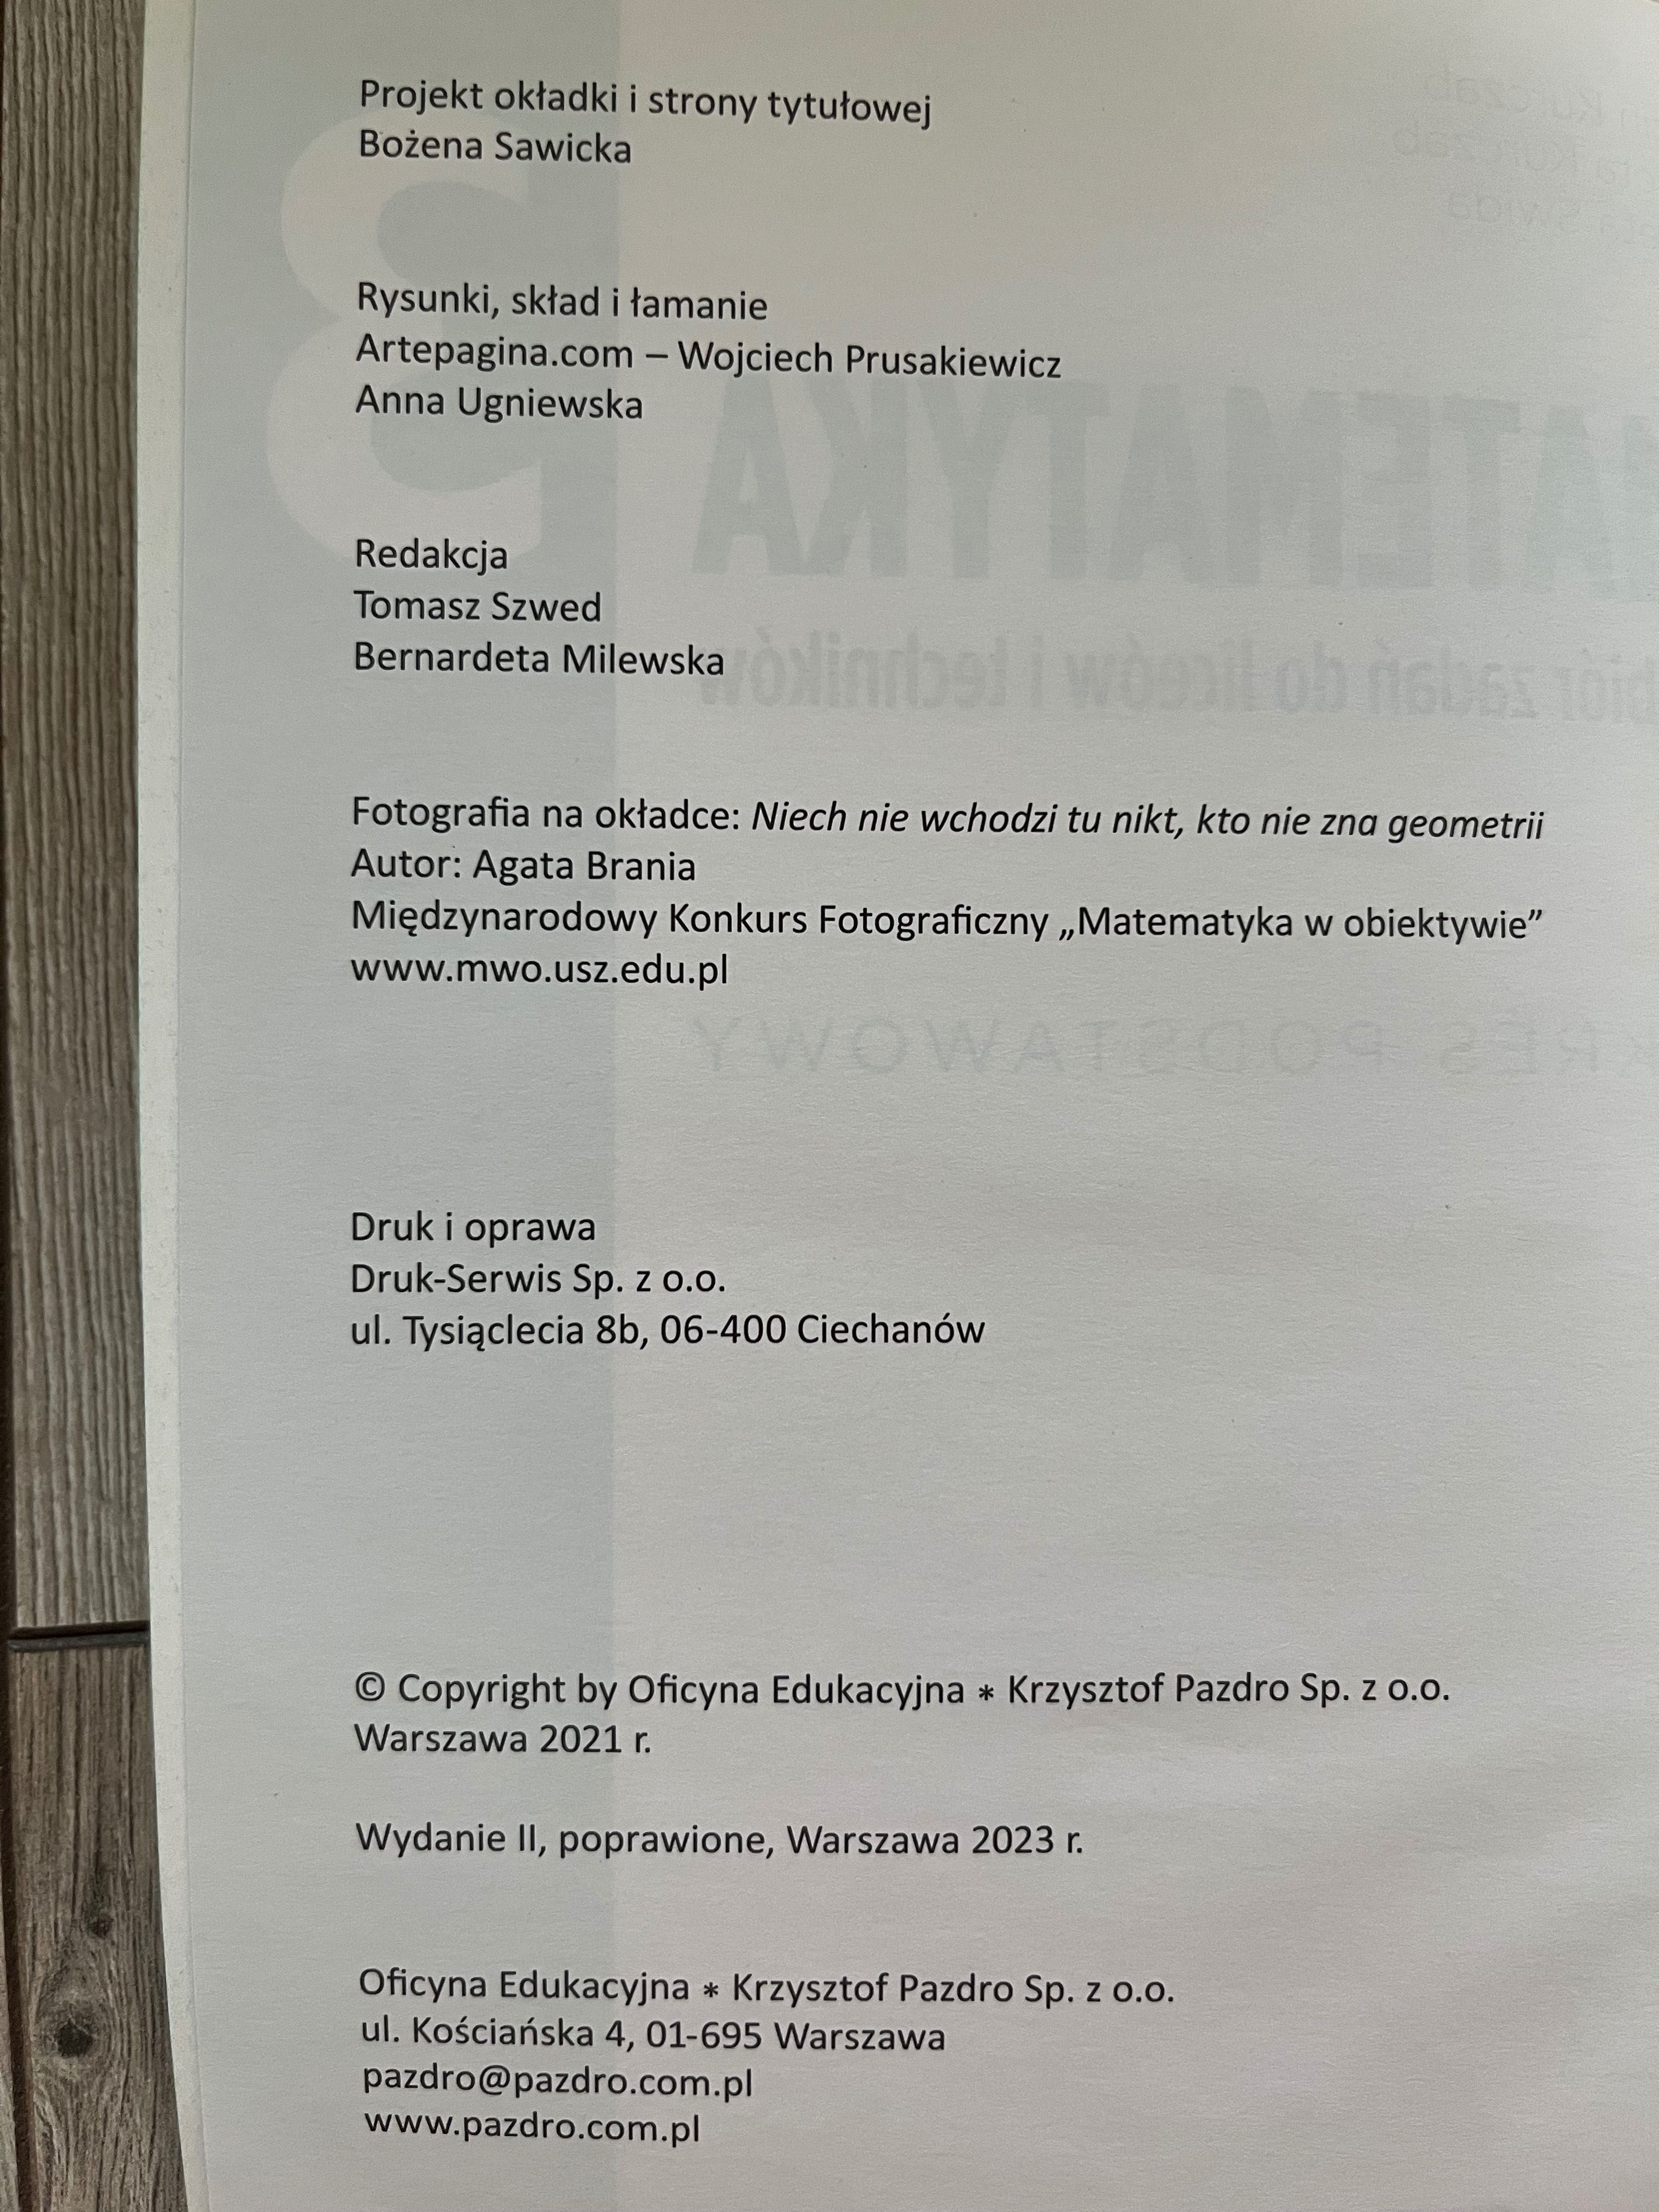 Projekt okładki i strony tytułowej
Bożena Sawicka
Rysunki, skład i łamanie
Artepagina.com – Wojciech Prusakiewicz
Anna Ugniewska
Redakcja
Tomasz Szwed
Bernardeta Milewska
Fotografia na okładce: Niech nie wchodzi tu nikt, kto nie zna geometrii
Autor: Agata Brania
Międzynarodowy Konkurs Fotograficzny „Matematyka w obiektywie”
www.mwo.usz.edu.pl
Druk i oprawa
Druk-Serwis Sp. z o.o.
ul. Tysiąclecia 8b, 06-400 Ciechanów
© Copyright by Oficyna Edukacyjna * Krzysztof Pazdro Sp. z o.o.
Warszawa 2021 r.
Wydanie II, poprawione, Warszawa 2023 r.
Oficyna Edukacyjna * Krzysztof Pazdro Sp. z o.o.
ul. Kościańska 4, 01-695 Warszawa
pazdro@pazdro.com.pl
www.pazdro.com.pl